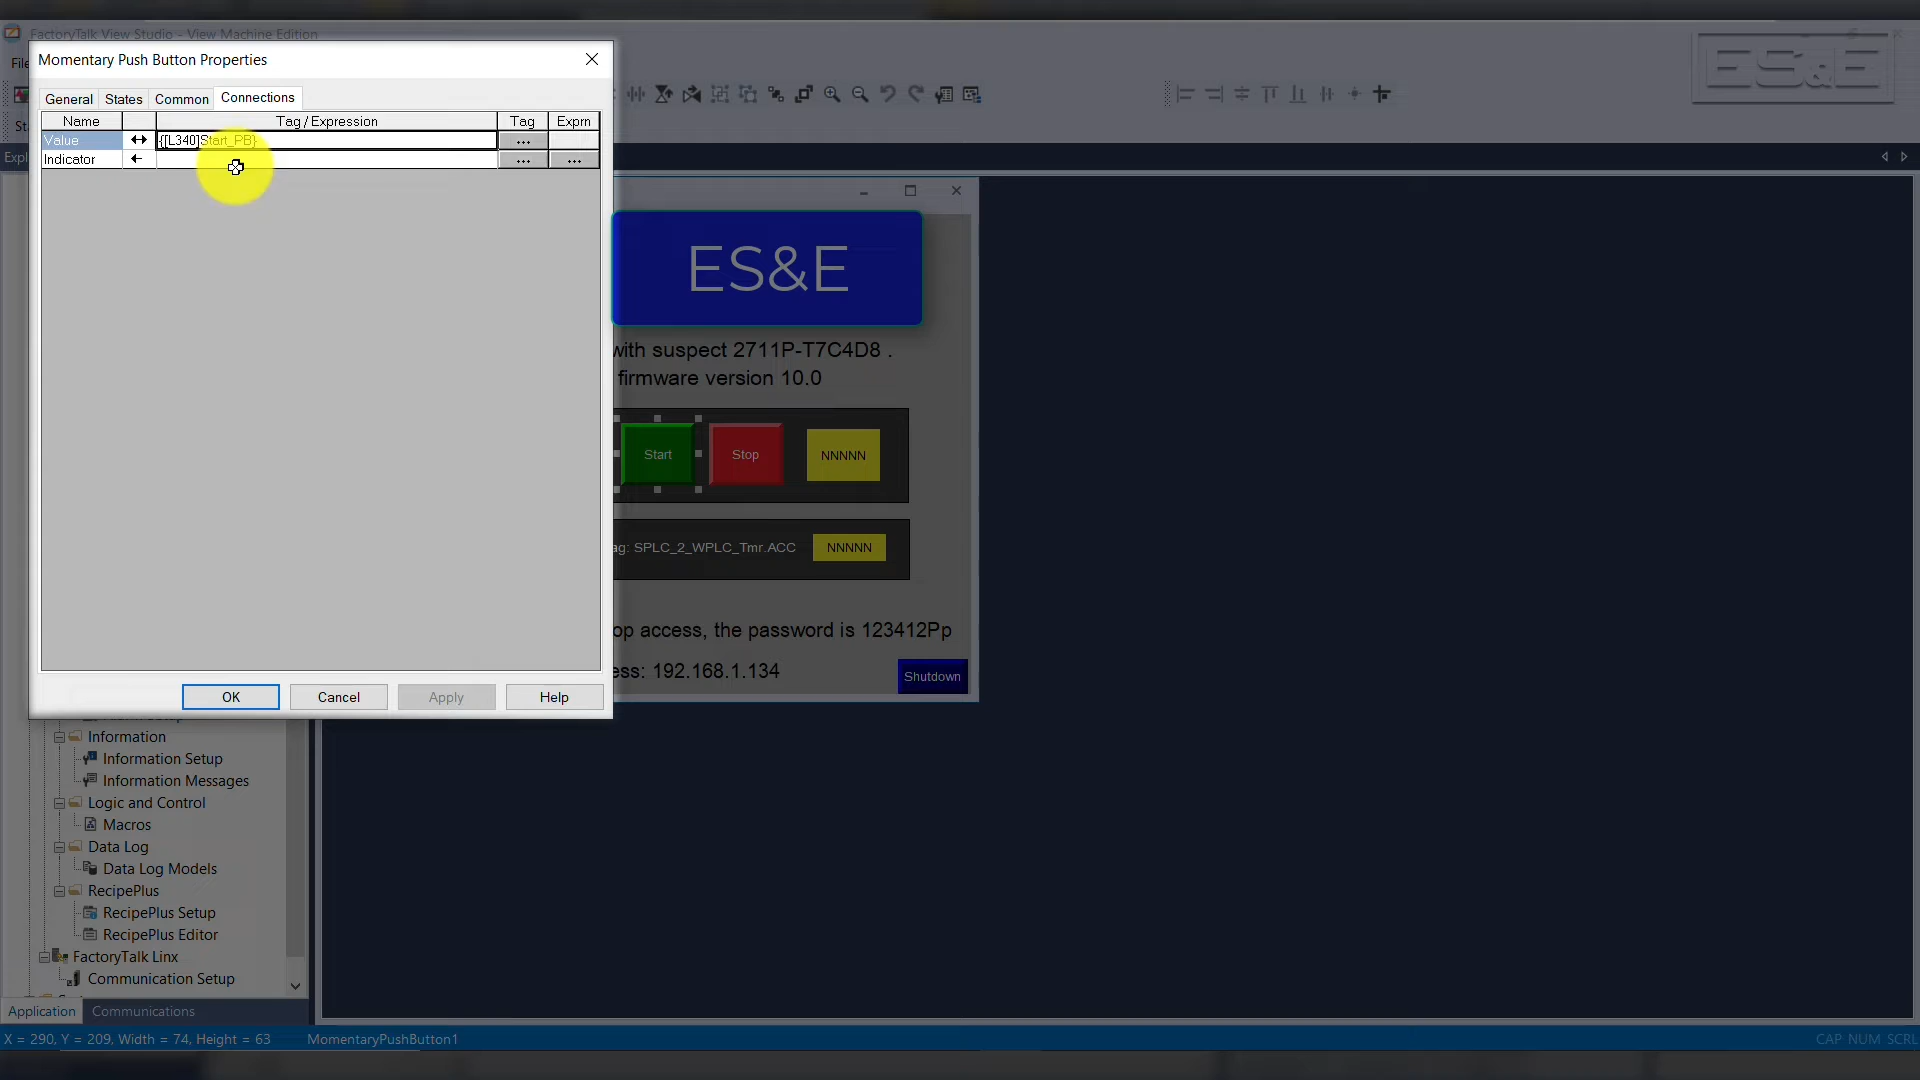 FactoryTalk View Studio - View Machine Edition
File
ES&E
Momentary Push Button Properties
General
States
Common
Connections
Name
Tag / Expression
Tag
Exprn
Value
{[L340]Start_PB}
...
Indicator
...
...
ES&E
with suspect 2711P-T7C4D8 .
firmware version 10.0
Start
Stop
NNNNN
ag: SPLC_2_WPLC_Tmr.ACC
NNNNN
op access, the password is 123412Pp
ess: 192.168.1.134
Shutdown
OK
Cancel
Apply
Help
Information
Information Setup
Information Messages
Logic and Control
Macros
Data Log
Data Log Models
RecipePlus
RecipePlus Setup
RecipePlus Editor
FactoryTalk Linx
Communication Setup
Application
Communications
X = 290, Y = 209, Width = 74, Height = 63
MomentaryPushButton1
CAP NUM SCRL